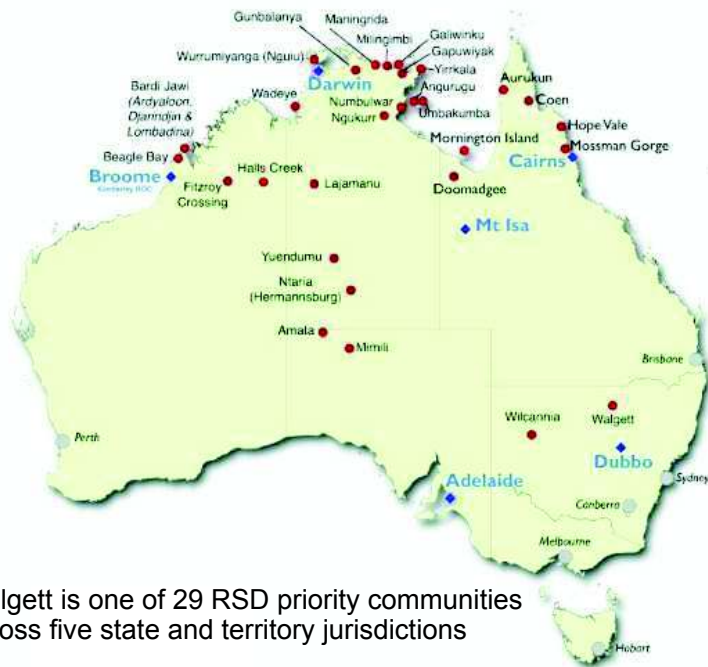 Gunbalanya
Maningrida
Milingimbi
Galiwinku
Gapuwiyak
Wurrumiyanga (Nguiu)
Yirrkala
Darwin
Angurugu
Umbakumba
Wadeye
Numbulwar
Ngukurr
Aurukun
Coen
Bardi Jawi
(Ardyaloon,
Djarindjin &
Lombadina)
Hope Vale
Mornington Island
Mossman Gorge
Beagle Bay
Cairns
Broome
Fitzroy
Crossing
Halls Creek
Lajamanu
Doomadgee
Mt Isa
Yuendumu
Ntaria
(Hermannsburg)
Amata
Mimili
Brisbane
Wilcannia
Walgett
Perth
Dubbo
Adelaide
Sydney
Canberra
Melbourne
lgett is one of 29 RSD priority communities
oss five state and territory jurisdictions
Hobart